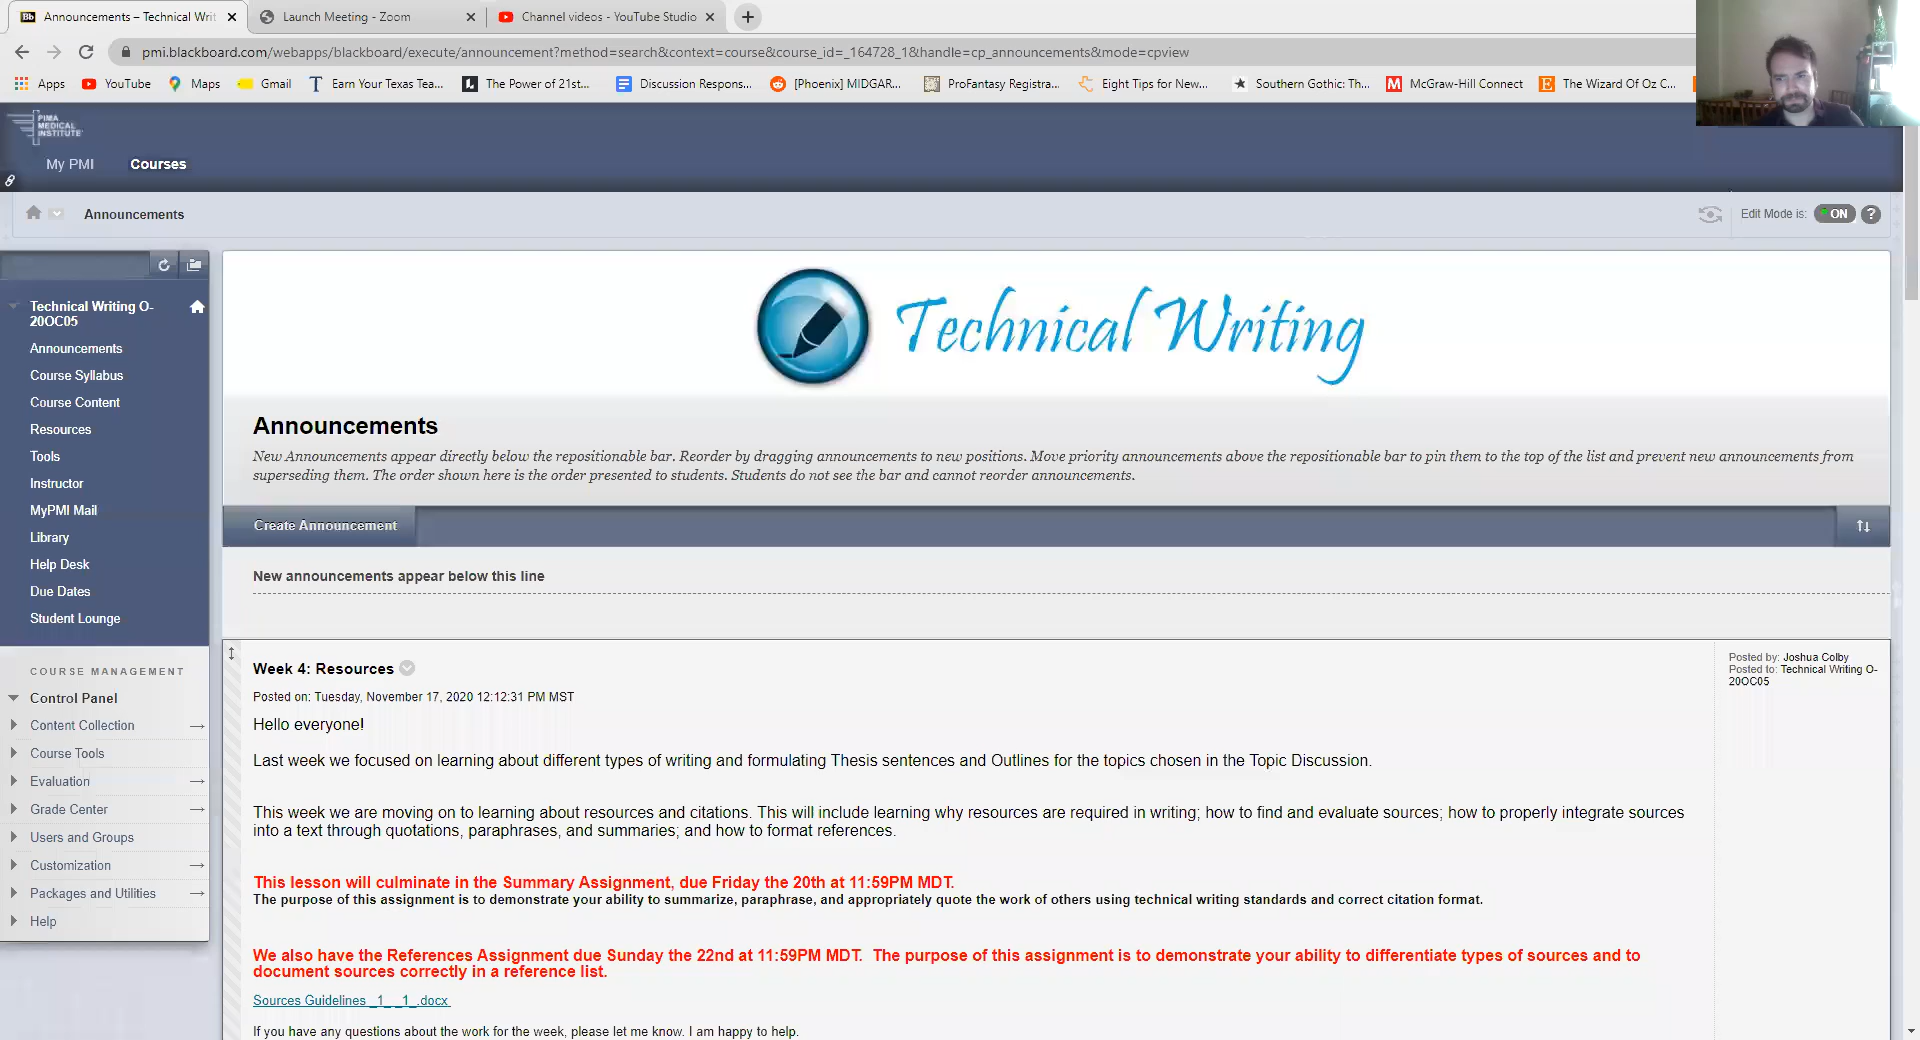 Announcements – Technical Writ
Launch Meeting - Zoom
Channel videos - YouTube Studio
pmi.blackboard.com/webapps/blackboard/execute/announcement?method=search&context=course&course_id=_164728_1&handle=cp_announcements&mode=cpview
Apps YouTube Maps Gmail Earn Your Texas Tea... The Power of 21st... Discussion Respons... [Phoenix] MIDGAR... ProFantasy Registra... Eight Tips for New... Southern Gothic: Th... McGraw-Hill Connect The Wizard Of Oz C...
PIMA
MEDICAL
INSTITUTE
My PMI Courses
Announcements
Edit Mode is: ON ?
Technical Writing O-
20OC05
Announcements
Course Syllabus
Course Content
Resources
Tools
Instructor
MyPMI Mail
Library
Help Desk
Due Dates
Student Lounge
COURSE MANAGEMENT
Control Panel
Content Collection
Course Tools
Evaluation
Grade Center
Users and Groups
Customization
Packages and Utilities
Help
Technical Writing
Announcements
New Announcements appear directly below the repositionable bar. Reorder by dragging announcements to new positions. Move priority announcements above the repositionable bar to pin them to the top of the list and prevent new announcements from
superseding them. The order shown here is the order presented to students. Students do not see the bar and cannot reorder announcements.
Create Announcement
New announcements appear below this line
Week 4: Resources
Posted on: Tuesday, November 17, 2020 12:12:31 PM MST
Hello everyone!
Last week we focused on learning about different types of writing and formulating Thesis sentences and Outlines for the topics chosen in the Topic Discussion.
This week we are moving on to learning about resources and citations. This will include learning why resources are required in writing; how to find and evaluate sources; how to properly integrate sources
into a text through quotations, paraphrases, and summaries; and how to format references.
This lesson will culminate in the Summary Assignment, due Friday the 20th at 11:59PM MDT.
The purpose of this assignment is to demonstrate your ability to summarize, paraphrase, and appropriately quote the work of others using technical writing standards and correct citation format.
We also have the References Assignment due Sunday the 22nd at 11:59PM MDT. The purpose of this assignment is to demonstrate your ability to differentiate types of sources and to
document sources correctly in a reference list.
Sources Guidelines _1_ _1_.docx
If you have any questions about the work for the week, please let me know. I am happy to help.
Posted by: Joshua Colby
Posted to: Technical Writing O-
20OC05